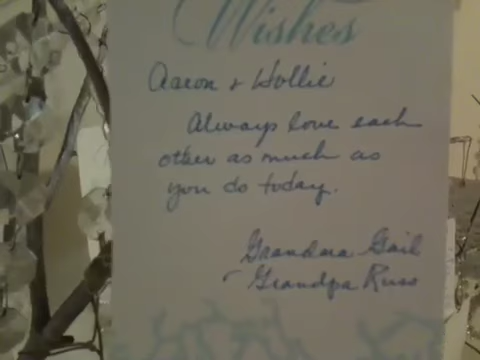 Wishes
Aaron & Hollie
Always love each
other as much as
you do today.
Grandma Gail
Grandpa Russ